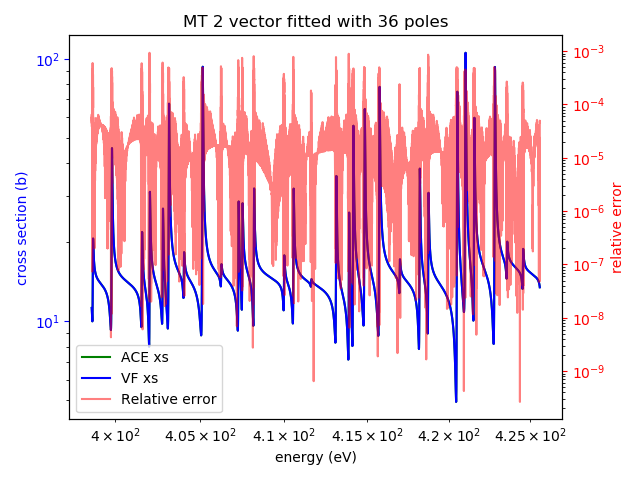 MT 2 vector fitted with 36 poles
10²
10¹
cross section (b)
10⁻³
10⁻⁴
10⁻⁵
10⁻⁶
10⁻⁷
10⁻⁸
10⁻⁹
relative error
ACE xs
VF xs
Relative error
4 × 10² 4.05 × 10² 4.1 × 10² 4.15 × 10² 4.2 × 10² 4.25 × 10²
energy (eV)